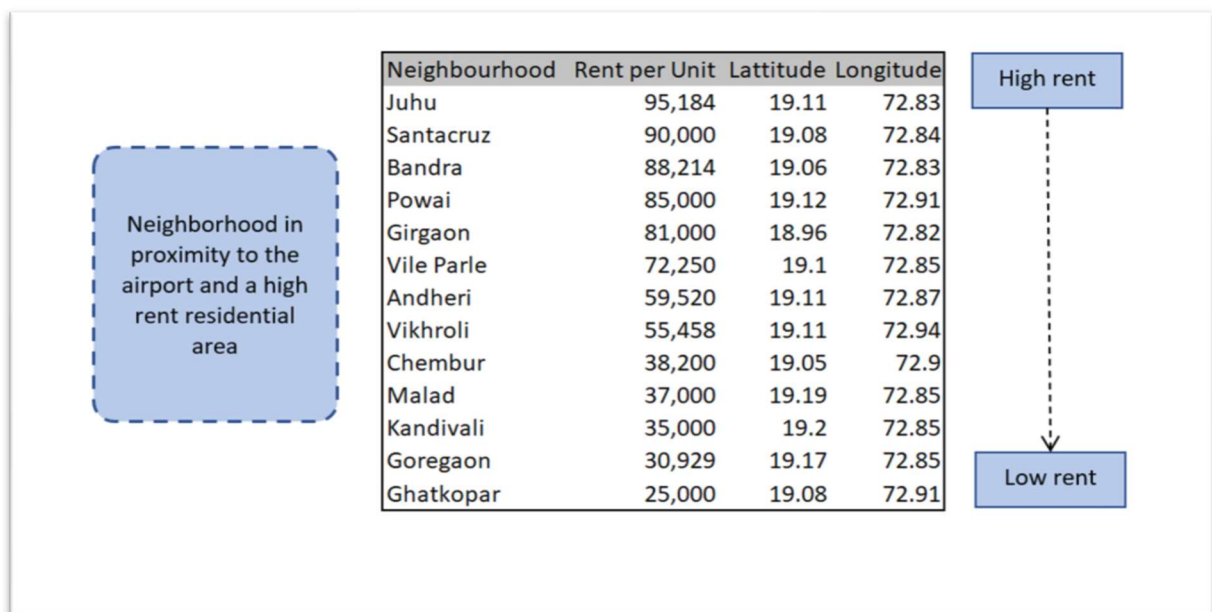 Neighborhood in
proximity to the
airport and a high
rent residential
area
Neighbourhood Rent per Unit Lattitude Longitude
Juhu 95,184 19.11 72.83
Santacruz 90,000 19.08 72.84
Bandra 88,214 19.06 72.83
Powai 85,000 19.12 72.91
Girgaon 81,000 18.96 72.82
Vile Parle 72,250 19.1 72.85
Andheri 59,520 19.11 72.87
Vikhroli 55,458 19.11 72.94
Chembur 38,200 19.05 72.9
Malad 37,000 19.19 72.85
Kandivali 35,000 19.2 72.85
Goregaon 30,929 19.17 72.85
Ghatkopar 25,000 19.08 72.91
High rent
Low rent